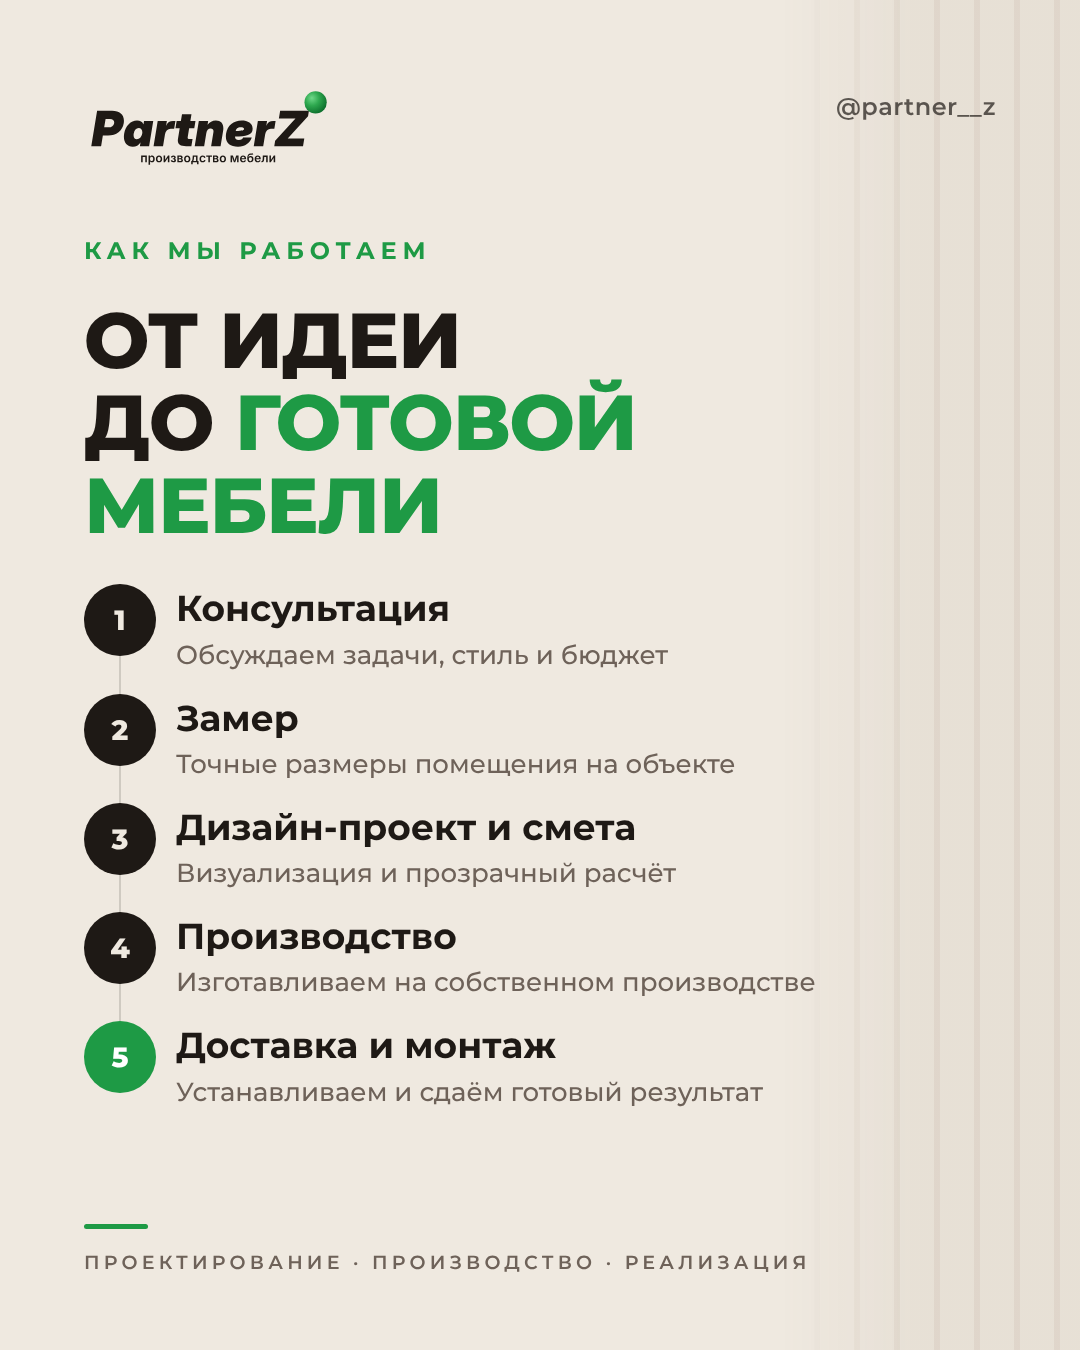 PartnerZ
производство мебели
@partner__z
КАК МЫ РАБОТАЕМ
ОТ ИДЕИ
ДО ГОТОВОЙ
МЕБЕЛИ
1
Консультация
Обсуждаем задачи, стиль и бюджет
2
Замер
Точные размеры помещения на объекте
3
Дизайн-проект и смета
Визуализация и прозрачный расчёт
4
Производство
Изготавливаем на собственном производстве
5
Доставка и монтаж
Устанавливаем и сдаём готовый результат
ПРОЕКТИРОВАНИЕ · ПРОИЗВОДСТВО · РЕАЛИЗАЦИЯ